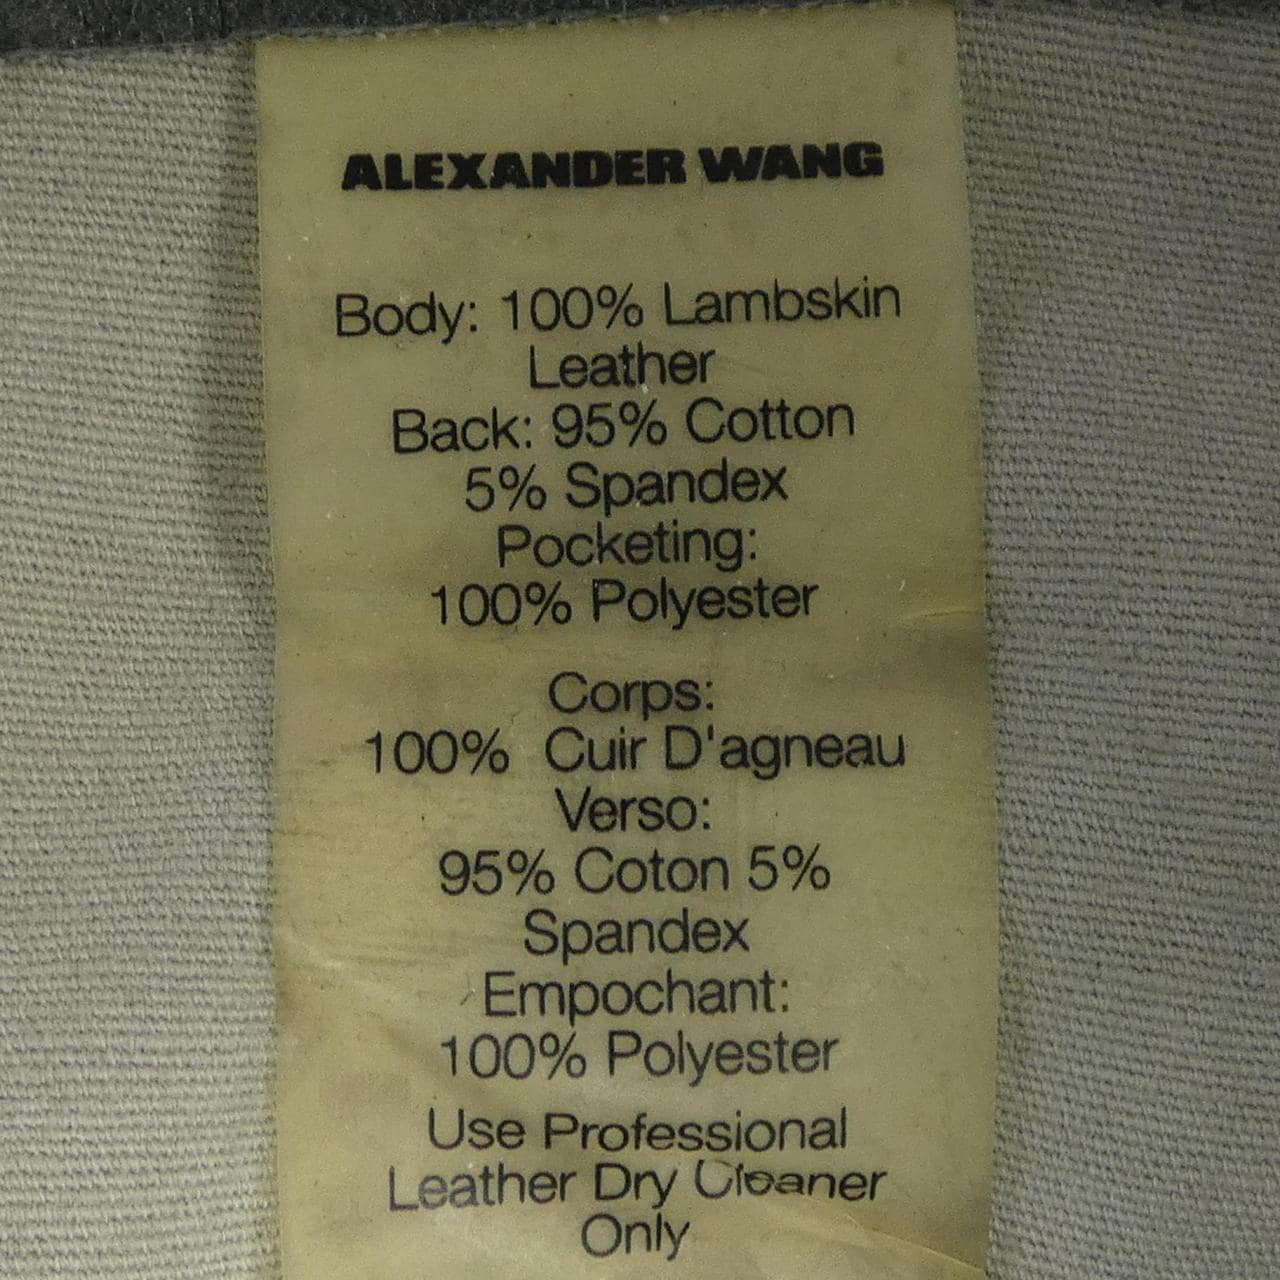 ALEXANDER WANG
Body: 100% Lambskin
Leather
Back: 95% Cotton
5% Spandex
Pocketing:
100% Polyester
Corps:
100% Cuir D'agneau
Verso:
95% Coton 5%
Spandex
Empochant:
100% Polyester
Use Professional
Leather Dry Cleaner
Only